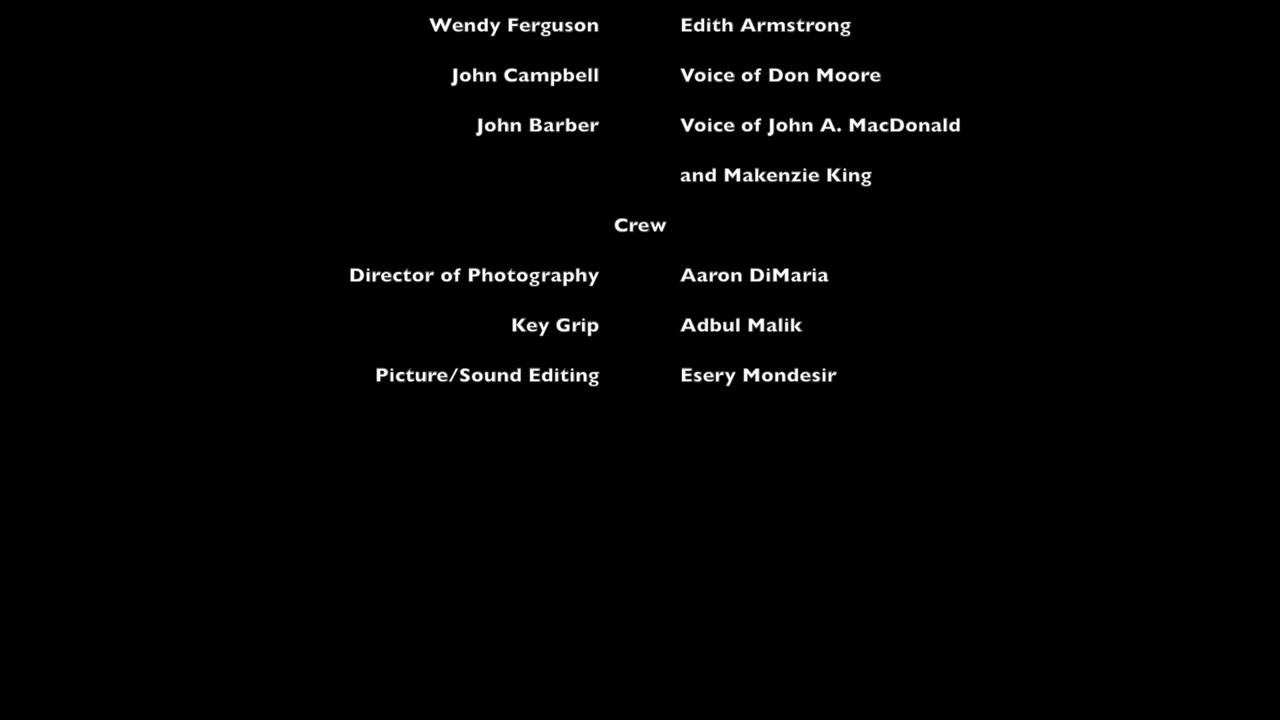 Wendy Ferguson Edith Armstrong
John Campbell Voice of Don Moore
John Barber Voice of John A. MacDonald
and Makenzie King
Crew
Director of Photography Aaron DiMaria
Key Grip Adbul Malik
Picture/Sound Editing Esery Mondesir